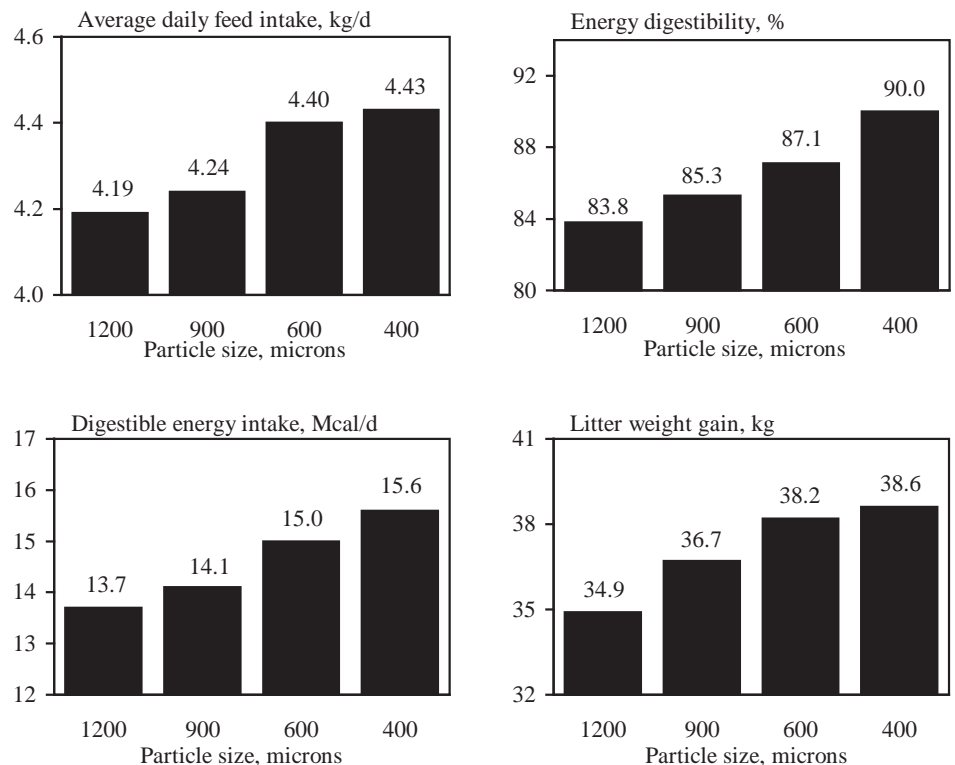 Average daily feed intake, kg/d
4.6
4.4
4.2
4.0
4.19
4.24
4.40
4.43
1200 900 600 400
Particle size, microns
Energy digestibility, %
92
88
84
80
83.8
85.3
87.1
90.0
1200 900 600 400
Particle size, microns
Digestible energy intake, Mcal/d
17
16
15
14
13
12
13.7
14.1
15.0
15.6
1200 900 600 400
Particle size, microns
Litter weight gain, kg
41
38
35
32
34.9
36.7
38.2
38.6
1200 900 600 400
Particle size, microns